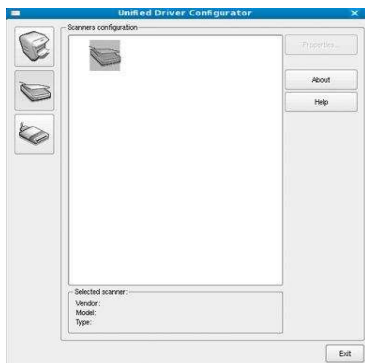 Unified Driver Configurator
Scanners configuration
Properties...
About
Help
Selected scanner:
Vendor:
Model:
Type:
Exit